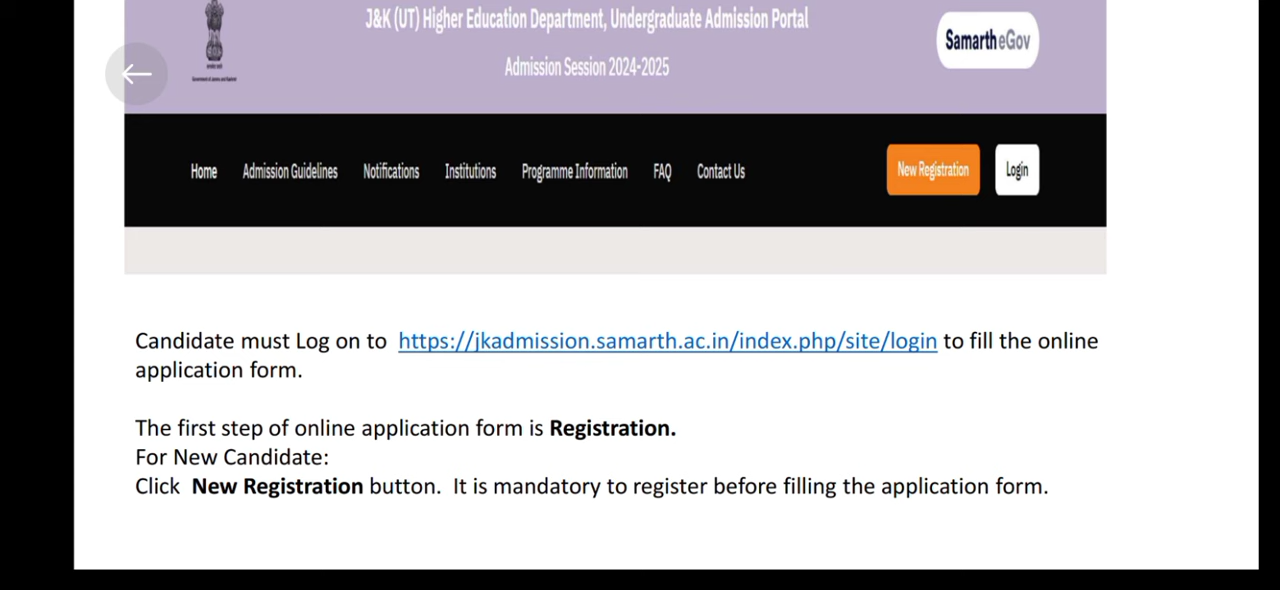 J&K (UT) Higher Education Department, Undergraduate Admission Portal
Admission Session 2024-2025
Samarth eGov
Home Admission Guidelines Notifications Institutions Programme Information FAQ Contact Us New Registration Login
Candidate must Log on to https://jkadmission.samarth.ac.in/index.php/site/login to fill the online
application form.
The first step of online application form is Registration.
For New Candidate:
Click New Registration button. It is mandatory to register before filling the application form.